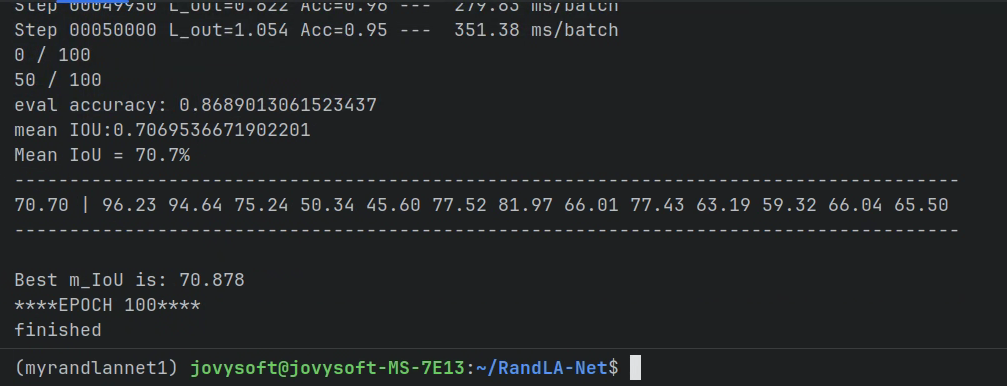 Step 00049950 L_out=0.822 Acc=0.96 ---  279.83 ms/batch
Step 00050000 L_out=1.054 Acc=0.95 ---  351.38 ms/batch
0 / 100
50 / 100
eval accuracy: 0.8689013061523437
mean IOU:0.7069536671902201
Mean IoU = 70.7%
--------------------------------------------------------------------------------------
70.70 | 96.23 94.64 75.24 50.34 45.60 77.52 81.97 66.01 77.43 63.19 59.32 66.04 65.50
--------------------------------------------------------------------------------------
Best m_IoU is: 70.878
****EPOCH 100****
finished
(myrandlannet1) jovysoft@jovysoft-MS-7E13:~/RandLA-Net$